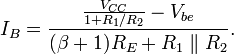 I_B = \frac{\frac{V_{CC}}{1+R_1/R_2} - V_{be}}{(\beta + 1)R_E + R_1 \parallel R_2}.